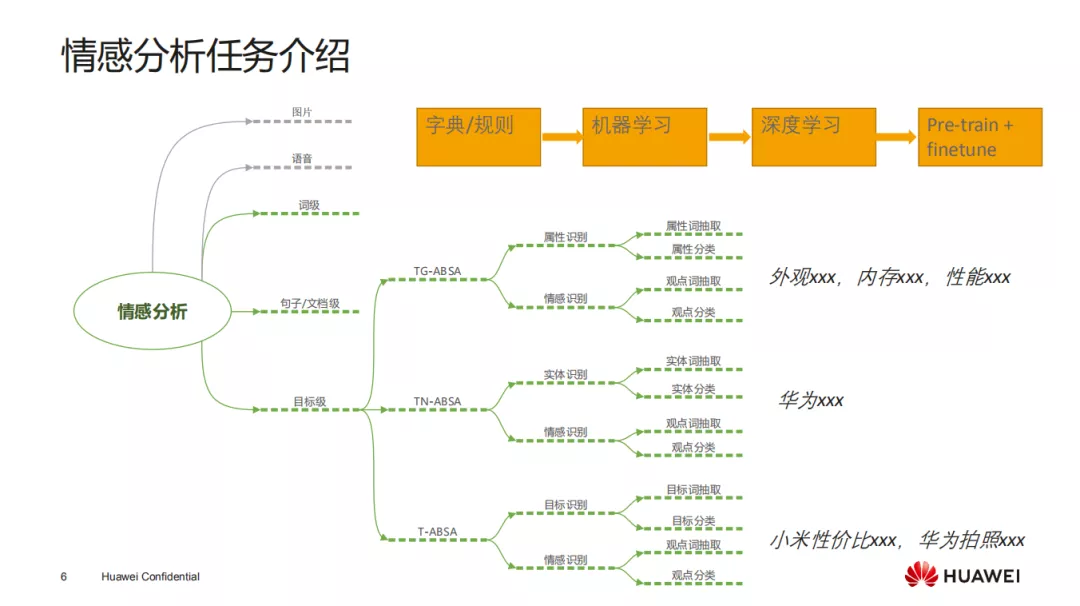 情感分析任务介绍
图片
语音
词级
句子/文档级
目标级
情感分析
字典/规则
机器学习
深度学习
Pre-train +
finetune
TG-ABSA
属性识别
属性词抽取
属性分类
情感识别
观点词抽取
观点分类
外观xxx，内存xxx，性能xxx
TN-ABSA
实体识别
实体词抽取
实体分类
情感识别
观点词抽取
观点分类
华为xxx
T-ABSA
目标识别
目标词抽取
目标分类
情感识别
观点词抽取
观点分类
小米性价比xxx，华为拍照xxx
6
Huawei Confidential
HUAWEI